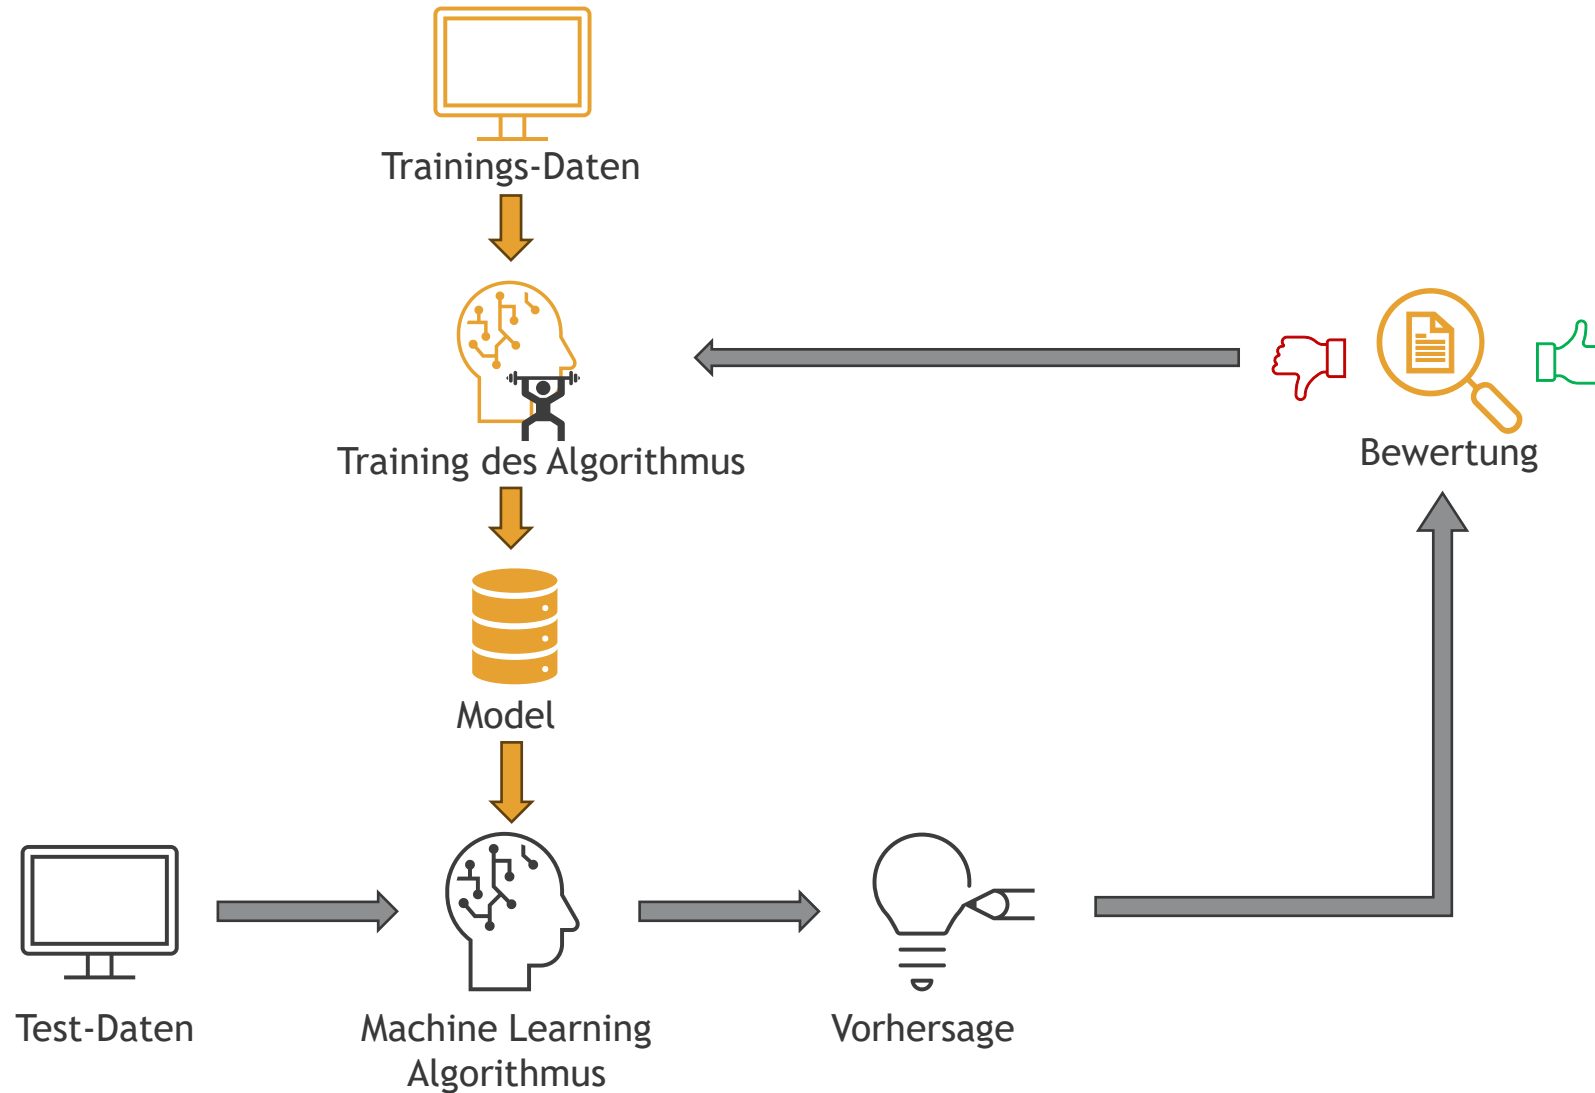 Trainings-Daten
Training des Algorithmus
Bewertung
Model
Test-Daten
Machine Learning
Algorithmus
Vorhersage